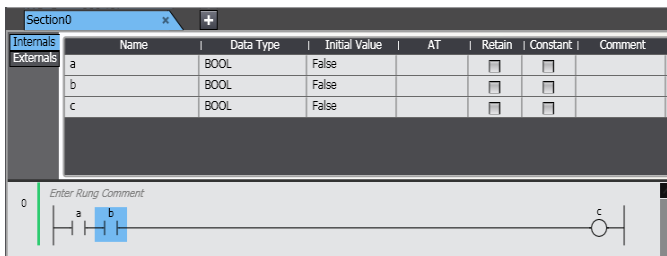 Section0 × +
Internals
Externals
Name Data Type Initial Value AT Retain Constant Comment
a BOOL False
b BOOL False
c BOOL False
0
Enter Rung Comment
a b c